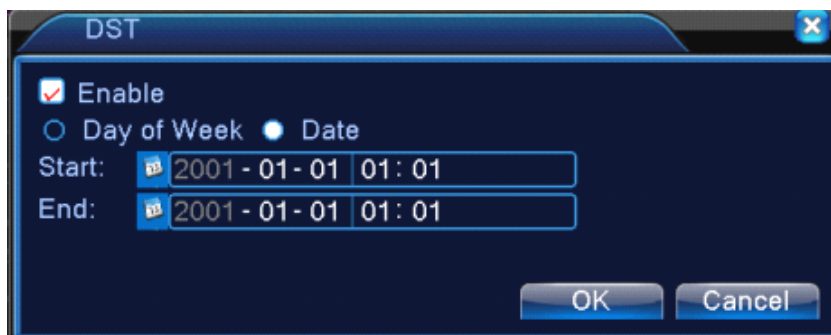 DST
Enable
Day of Week Date
Start: 2001-01-01 01:01
End: 2001-01-01 01:01
OK Cancel